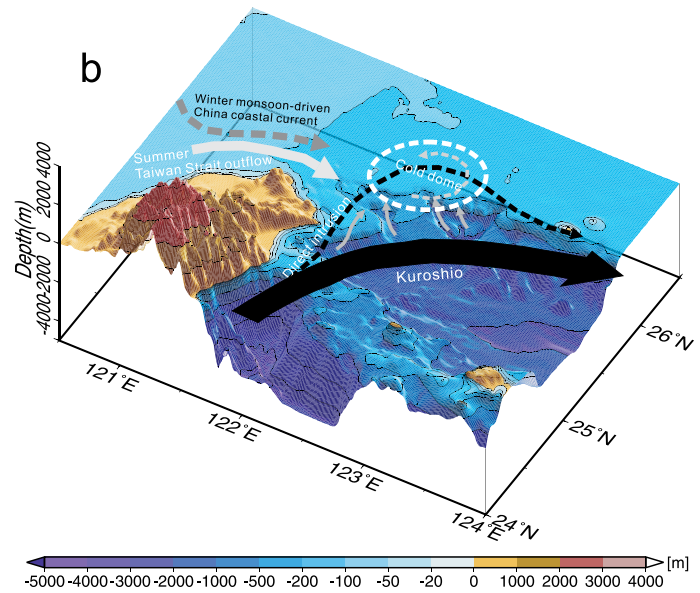 b
Winter monsoon-driven
China coastal current
Summer
Taiwan Strait outflow
Cold dome
Direct intrusion
Kuroshio
Depth(m)
4000
2000
0
-2000
-4000
121°E
122°E
123°E
124°E
24°N
25°N
26°N
-5000 -4000 -3000 -2000 -1000 -500 -200 -100 -50 -20 0 1000 2000 3000 4000 [m]